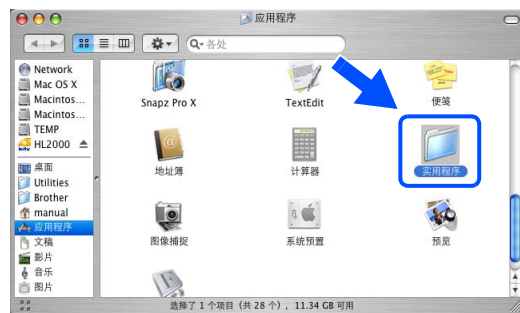 应用程序
各处
Network
Mac OS X
Macintos...
Macintos...
TEMP
HL2000
桌面
Utilities
Brother
manual
应用程序
文稿
影片
音乐
图片
Snapz Pro X
TextEdit
便笺
地址簿
计算器
实用程序
图像捕捉
系统预置
预览
选择了 1 个项目（共 28 个）, 11.34 GB 可用